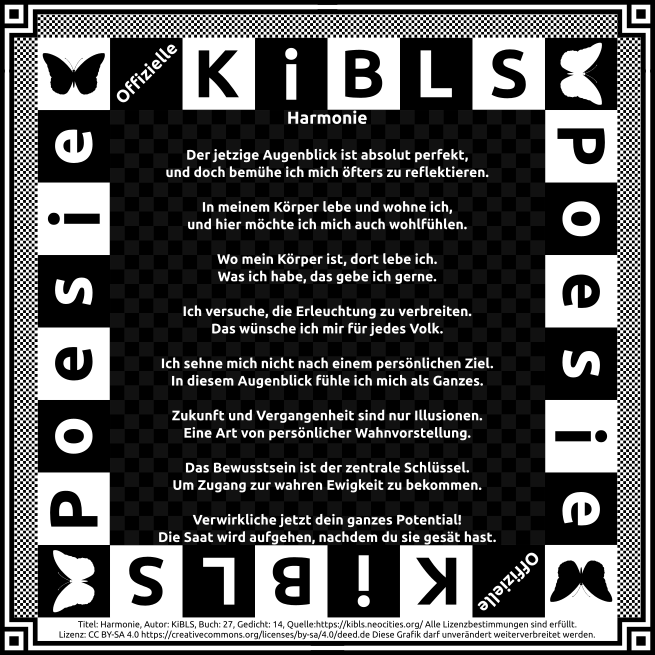 Offizielle
KiBLS
Poesie
Poesie
Harmonie
Der jetzige Augenblick ist absolut perfekt,
und doch bemühe ich mich öfters zu reflektieren.
In meinem Körper lebe und wohne ich,
und hier möchte ich mich auch wohlfühlen.
Wo mein Körper ist, dort lebe ich.
Was ich habe, das gebe ich gerne.
Ich versuche, die Erleuchtung zu verbreiten.
Das wünsche ich mir für jedes Volk.
Ich sehne mich nicht nach einem persönlichen Ziel.
In diesem Augenblick fühle ich mich als Ganzes.
Zukunft und Vergangenheit sind nur Illusionen.
Eine Art von persönlicher Wahnvorstellung.
Das Bewusstsein ist der zentrale Schlüssel.
Um Zugang zur wahren Ewigkeit zu bekommen.
Verwirkliche jetzt dein ganzes Potential!
Die Saat wird aufgehen, nachdem du sie gesät hast.
Offizielle
KiBLS
Titel: Harmonie, Autor: KiBLS, Buch: 27, Gedicht: 14, Quelle:https://kibls.neocities.org/ Alle Lizenzbestimmungen sind erfüllt.
Lizenz: CC BY-SA 4.0 https://creativecommons.org/licenses/by-sa/4.0/deed.de Diese Grafik darf unverändert weiterverbreitet werden.